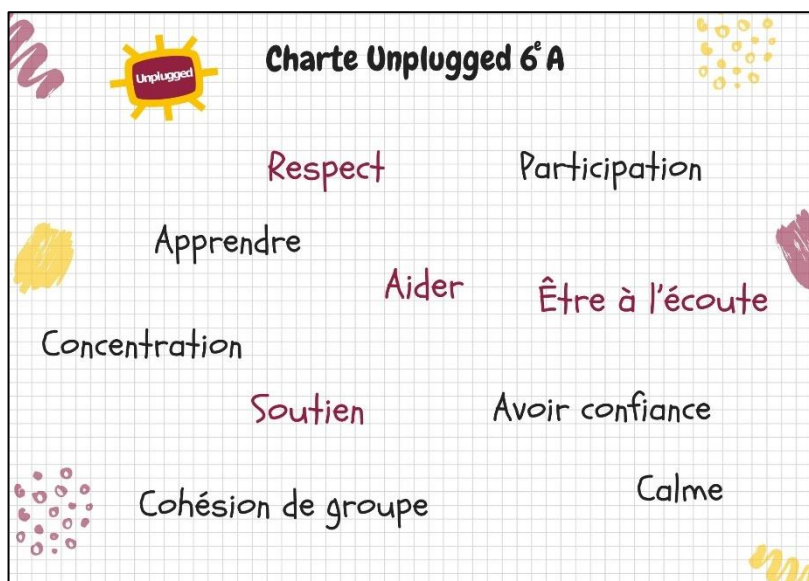 Charte Unplugged 6e A
Unplugged
Respect
Participation
Apprendre
Aider
Être à l'écoute
Concentration
Soutien
Avoir confiance
Cohésion de groupe
Calme